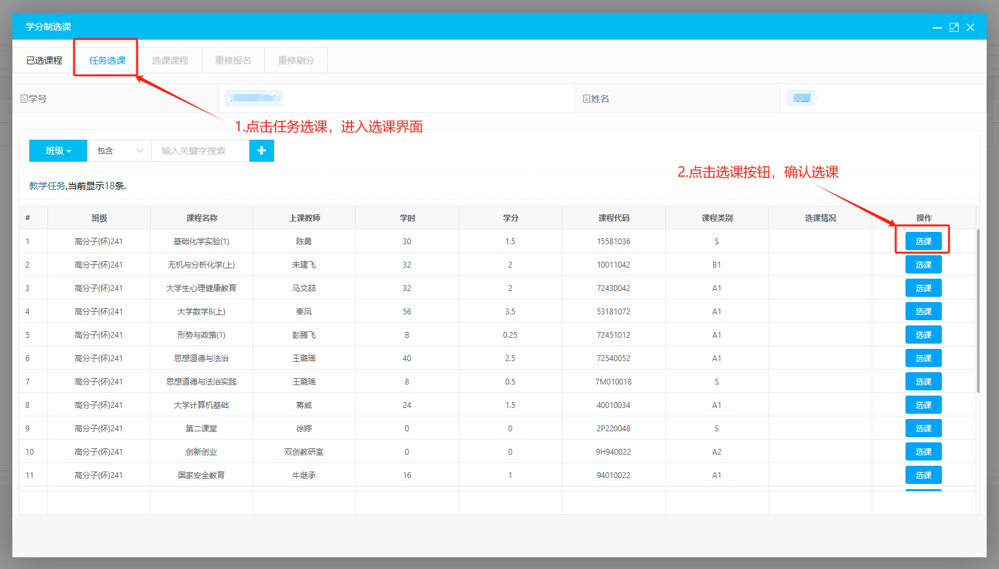 学分制选课
已选课程 任务选课 选课课程 重修报名 重修刷分
学号 姓名
1.点击任务选课，进入选课界面
班级 包含 输入关键字搜索
2.点击选课按钮，确认选课
教学任务,当前显示18条.
# 班级 课程名称 上课教师 学时 学分 课程代码 课程类别 选课情况 操作
1 高分子(怀)241 基础化学实验(1) 陈勇 30 1.5 15581036 S 选课
2 高分子(怀)241 无机与分析化学(上) 朱建飞 32 2 10011042 B1 选课
3 高分子(怀)241 大学生心理健康教育 马文喆 32 2 72430042 A1 选课
4 高分子(怀)241 大学数学B(上) 秦凤 56 3.5 53181072 A1 选课
5 高分子(怀)241 形势与政策(1) 彭腾飞 8 0.25 72451012 A1 选课
6 高分子(怀)241 思想道德与法治 王璐瑶 40 2.5 72540052 A1 选课
7 高分子(怀)241 思想道德与法治实践 王璐瑶 8 0.5 7M010018 S 选课
8 高分子(怀)241 大学计算机基础 蒋威 24 1.5 40010034 A1 选课
9 高分子(怀)241 第二课堂 徐婷 0 0 2P220048 S 选课
10 高分子(怀)241 创新创业 双创教研室 0 0 9H940022 A2 选课
11 高分子(怀)241 国家安全教育 牛继承 16 1 94010022 A1 选课